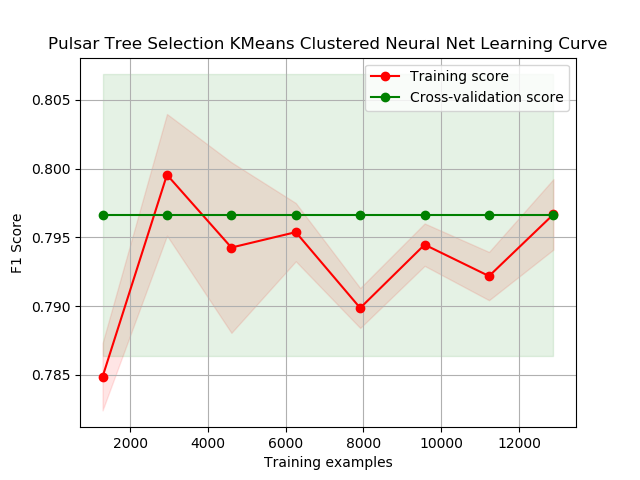 Pulsar Tree Selection KMeans Clustered Neural Net Learning Curve
Training score
Cross-validation score
0.805
0.800
0.795
0.790
0.785
F1 Score
2000 4000 6000 8000 10000 12000
Training examples